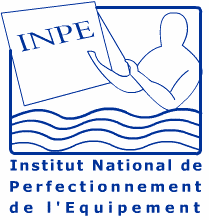 INPE
Institut National de
Perfectionnement
de l'Equipement